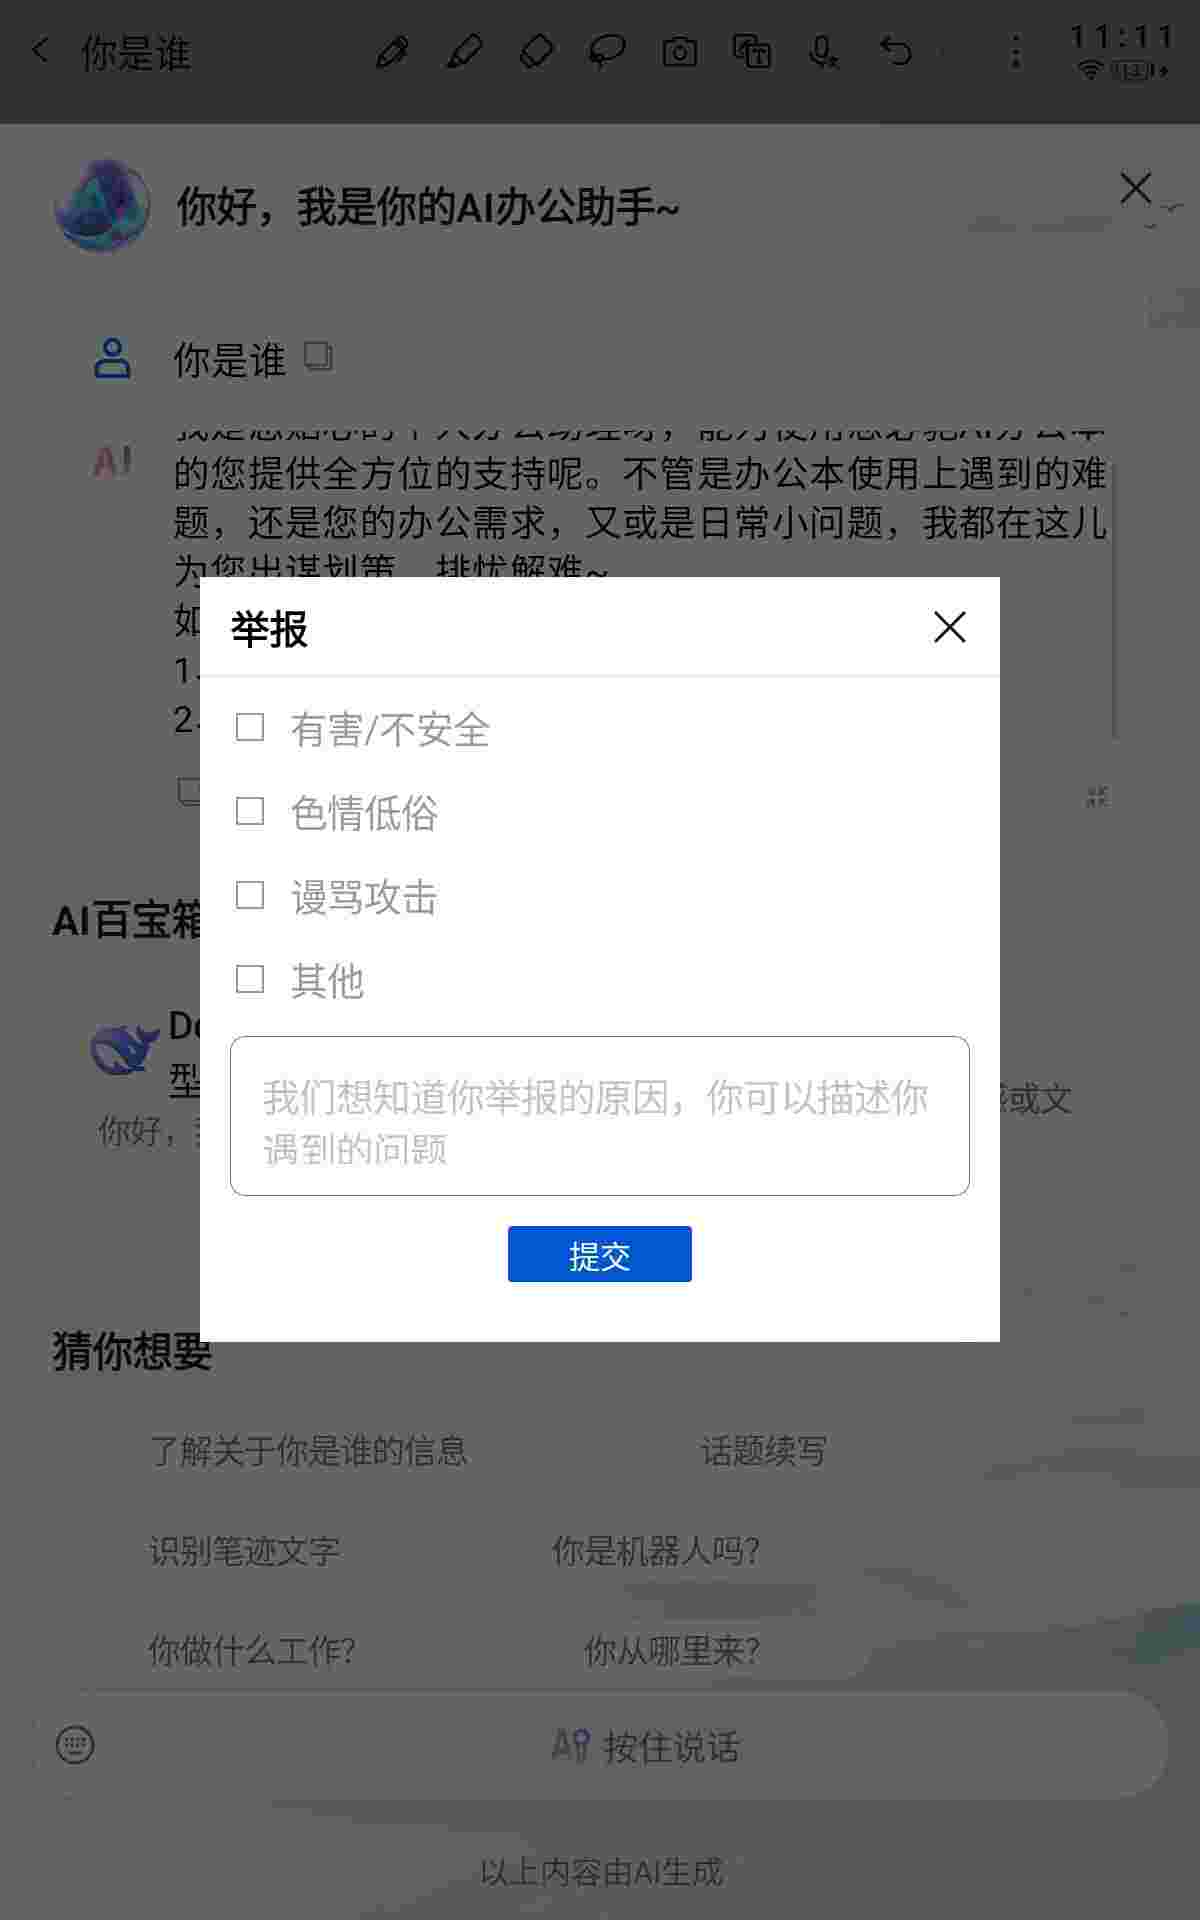 你是谁
11:11
你好，我是你的AI办公助手~
你是谁
AI
的您提供全方位的支持呢。不管是办公本使用上遇到的难
题，还是您的办公需求，又或是日常小问题，我都在这儿
为您出谋划策、排忧解难~
如
1.
2.
举报
有害/不安全
色情低俗
谩骂攻击
其他
我们想知道你举报的原因，你可以描述你
遇到的问题
提交
AI百宝箱
De
型
你好，
或文
猜你想要
了解关于你是谁的信息
话题续写
识别笔迹文字
你是机器人吗？
你做什么工作？
你从哪里来？
按住说话
以上内容由AI生成